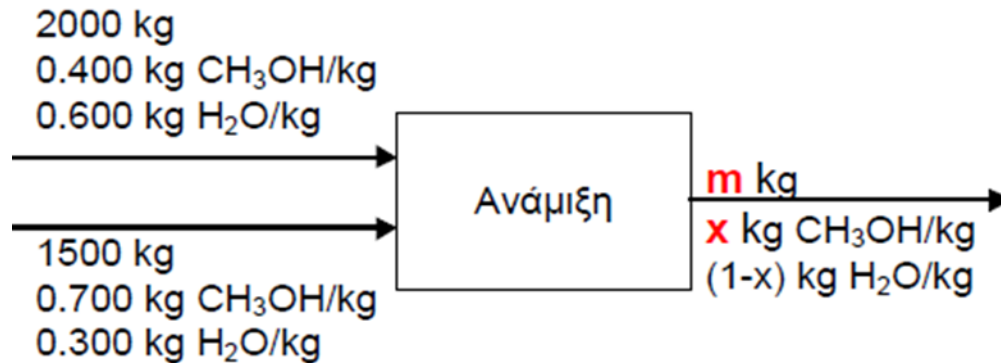 2000 kg
0.400 kg CH₃OH/kg
0.600 kg H₂O/kg
1500 kg
0.700 kg CH₃OH/kg
0.300 kg H₂O/kg
Ανάμιξη
m kg
x kg CH₃OH/kg
(1-x) kg H₂O/kg